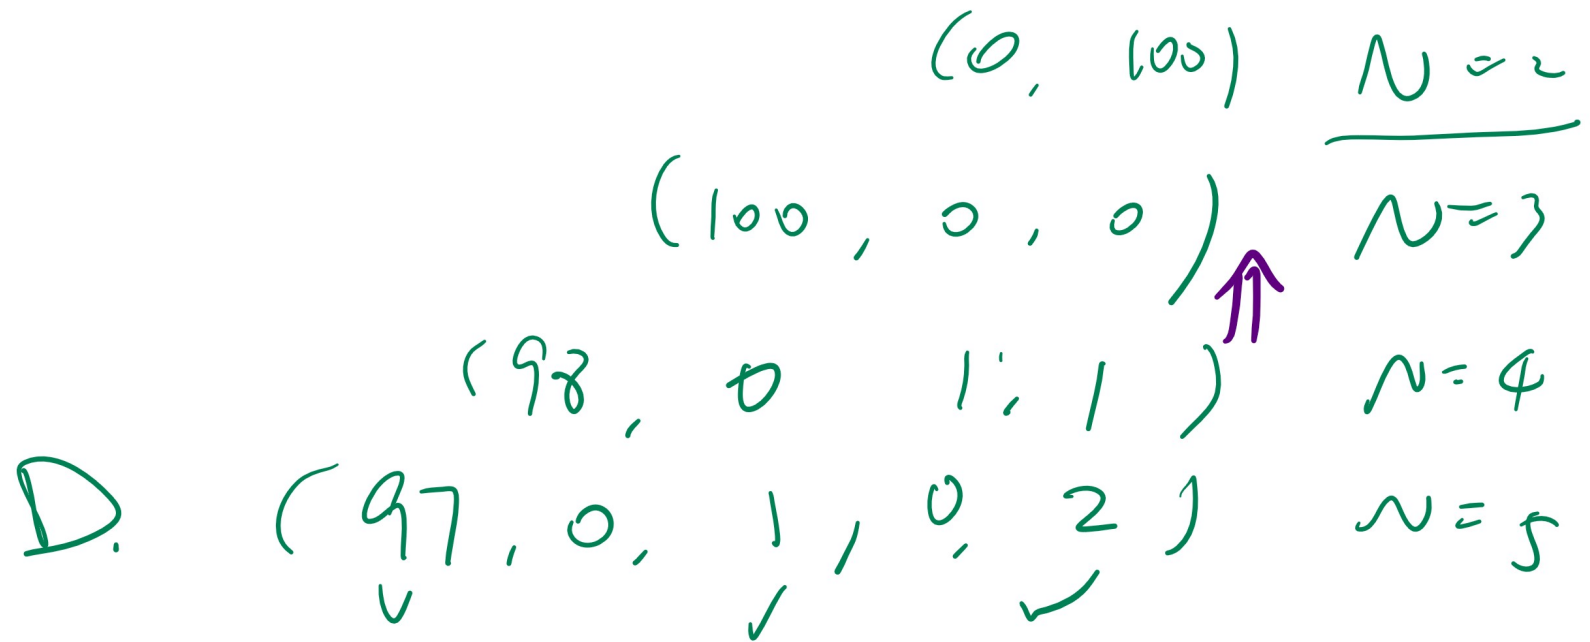 (0, 100) N=2
(100, 0, 0) N=3
(98, 0 1, 1) N=4
D. (97, 0, 1, 0, 2) N=5